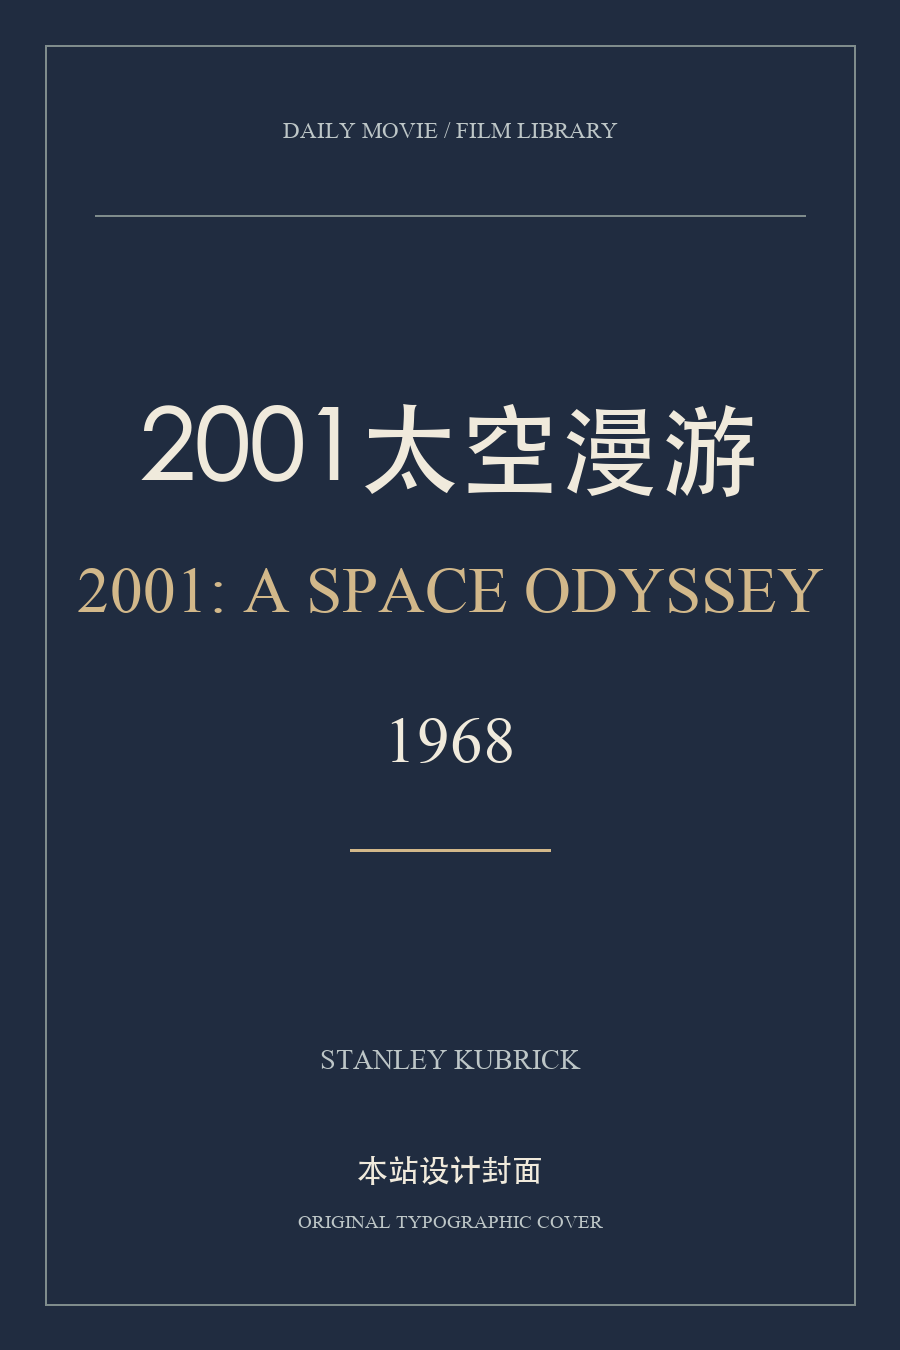 DAILY MOVIE / FILM LIBRARY
2001太空漫游
2001: A SPACE ODYSSEY
1968
STANLEY KUBRICK
本站设计封面
ORIGINAL TYPOGRAPHIC COVER